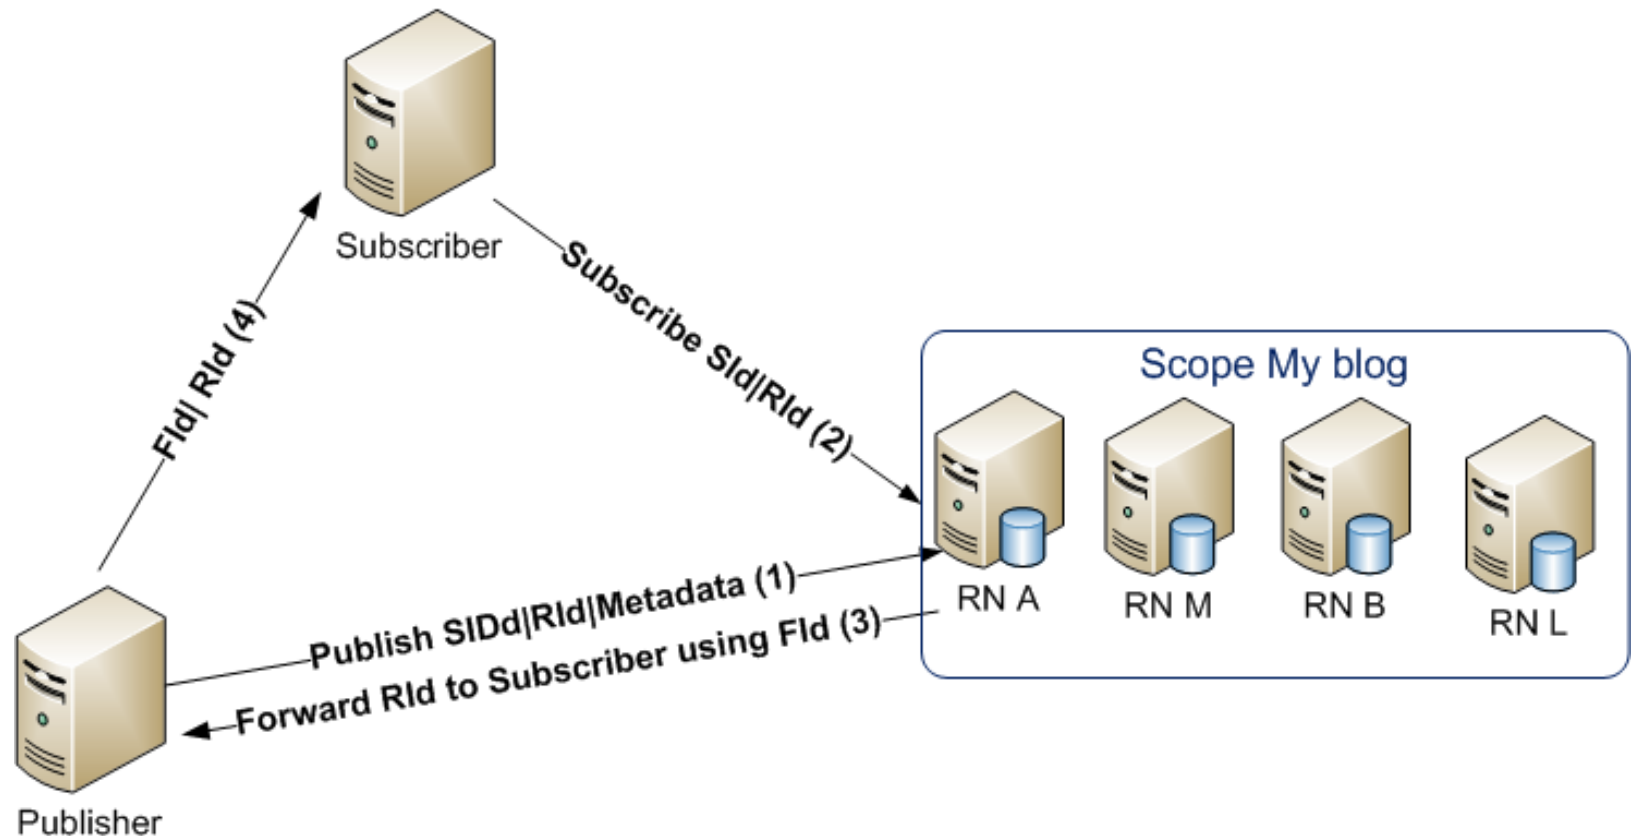 Subscriber
Subscribe SId|RId (2)
FId| RId (4)
Scope My blog
RN A
RN M
RN B
RN L
Publish SIDd|RId|Metadata (1)
Forward RId to Subscriber using FId (3)
Publisher